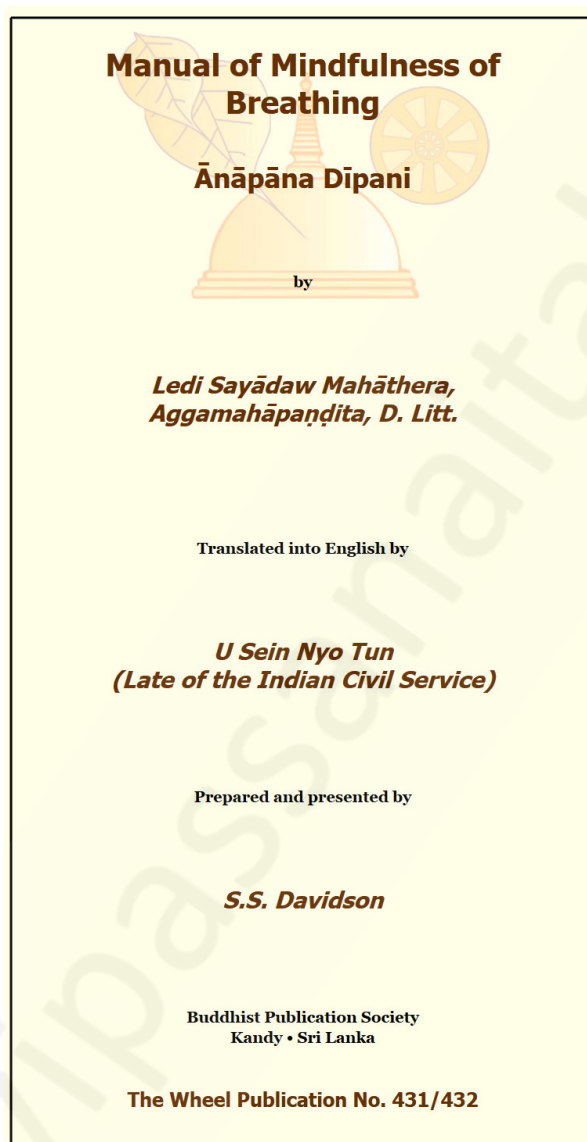 Manual of Mindfulness of
Breathing
Ānāpāna Dīpani
by
Ledi Sayādaw Mahāthera,
Aggamahāpaṇḍita, D. Litt.
Translated into English by
U Sein Nyo Tun
(Late of the Indian Civil Service)
Prepared and presented by
S.S. Davidson
Buddhist Publication Society
Kandy • Sri Lanka
The Wheel Publication No. 431/432